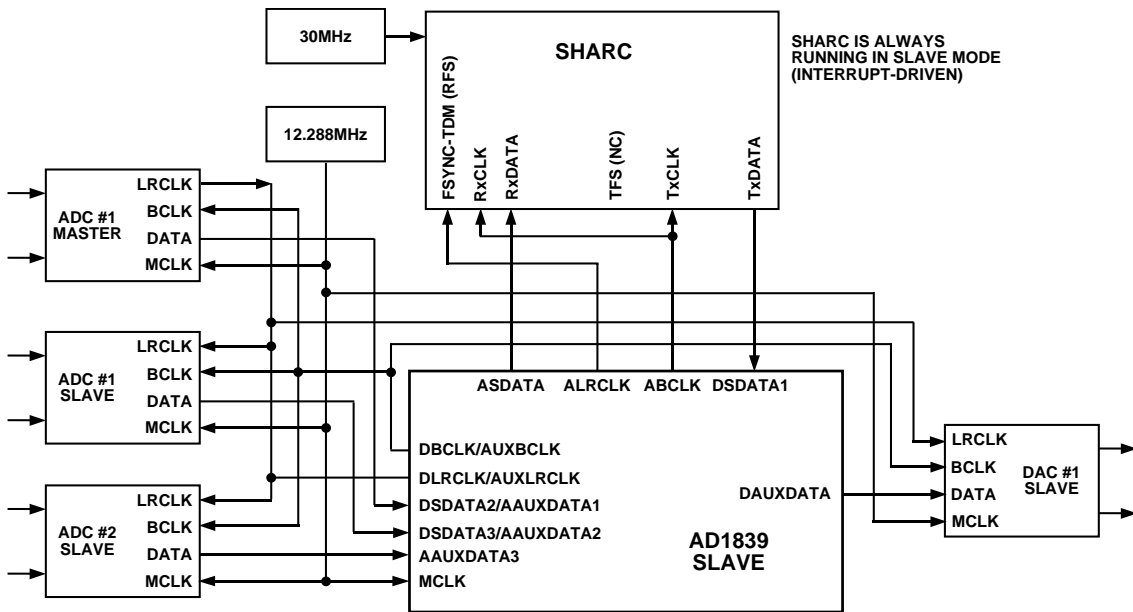 30MHz
SHARC
SHARC IS ALWAYS
RUNNING IN SLAVE MODE
(INTERRUPT-DRIVEN)
12.288MHz
FSYNC-TDM (RFS)
RxCLK
RxDATA
TFS (NC)
TxCLK
TxDATA
ADC #1
MASTER
LRCLK
BCLK
DATA
MCLK
ADC #1
SLAVE
LRCLK
BCLK
DATA
MCLK
ADC #2
SLAVE
LRCLK
BCLK
DATA
MCLK
ASDATA
ALRCLK
ABCLK
DSDATA1
DBCLK/AUXBCLK
DLRCLK/AUXLRCLK
DSDATA2/AAUXDATA1
DSDATA3/AAUXDATA2
AAUXDATA3
MCLK
DAUXDATA
AD1839
SLAVE
LRCLK
BCLK
DATA
MCLK
DAC #1
SLAVE